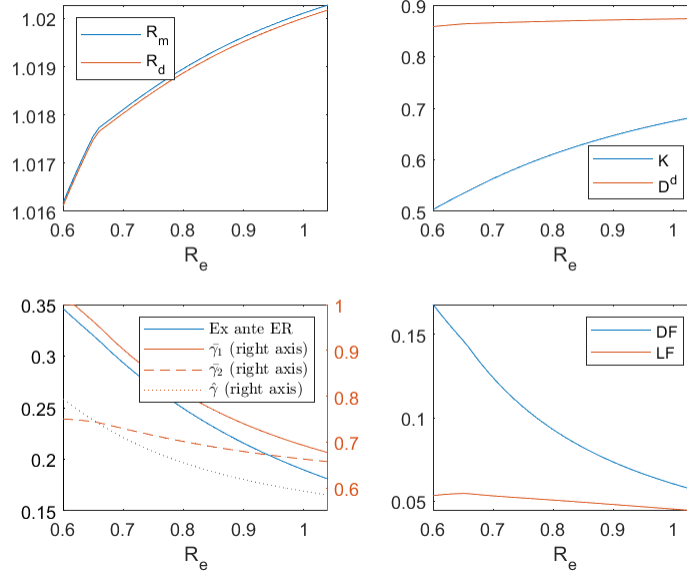 1.02
1.019
1.018
1.017
1.016
R_m
R_d
0.6 0.7 0.8 0.9 1
R_e
0.9
0.8
0.7
0.6
0.5
K
D^d
0.6 0.7 0.8 0.9 1
R_e
0.35
0.3
0.25
0.2
0.15
Ex ante ER
γ̄₁ (right axis)
γ̄₂ (right axis)
γ̂ (right axis)
1
0.9
0.8
0.7
0.6
0.6 0.7 0.8 0.9 1
R_e
0.15
0.1
0.05
DF
LF
0.6 0.7 0.8 0.9 1
R_e